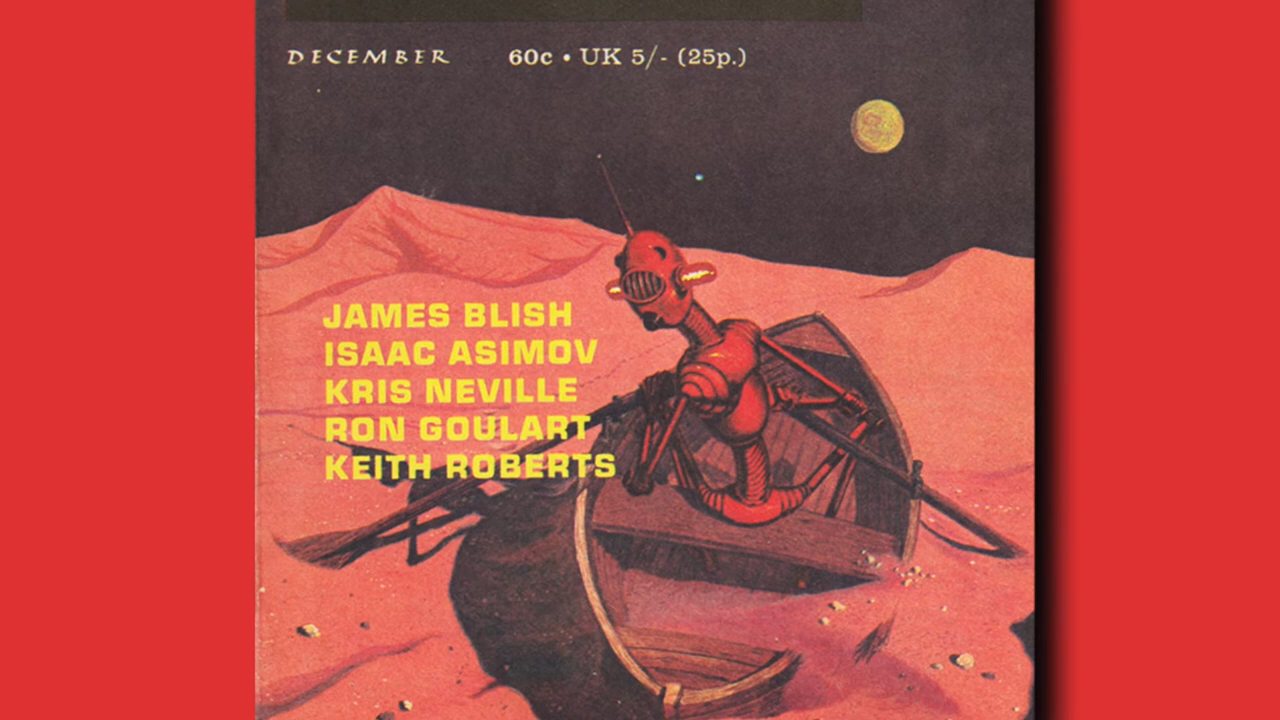 DECEMBER 60c • UK 5/- (25p.)
JAMES BLISH
ISAAC ASIMOV
KRIS NEVILLE
RON GOULART
KEITH ROBERTS